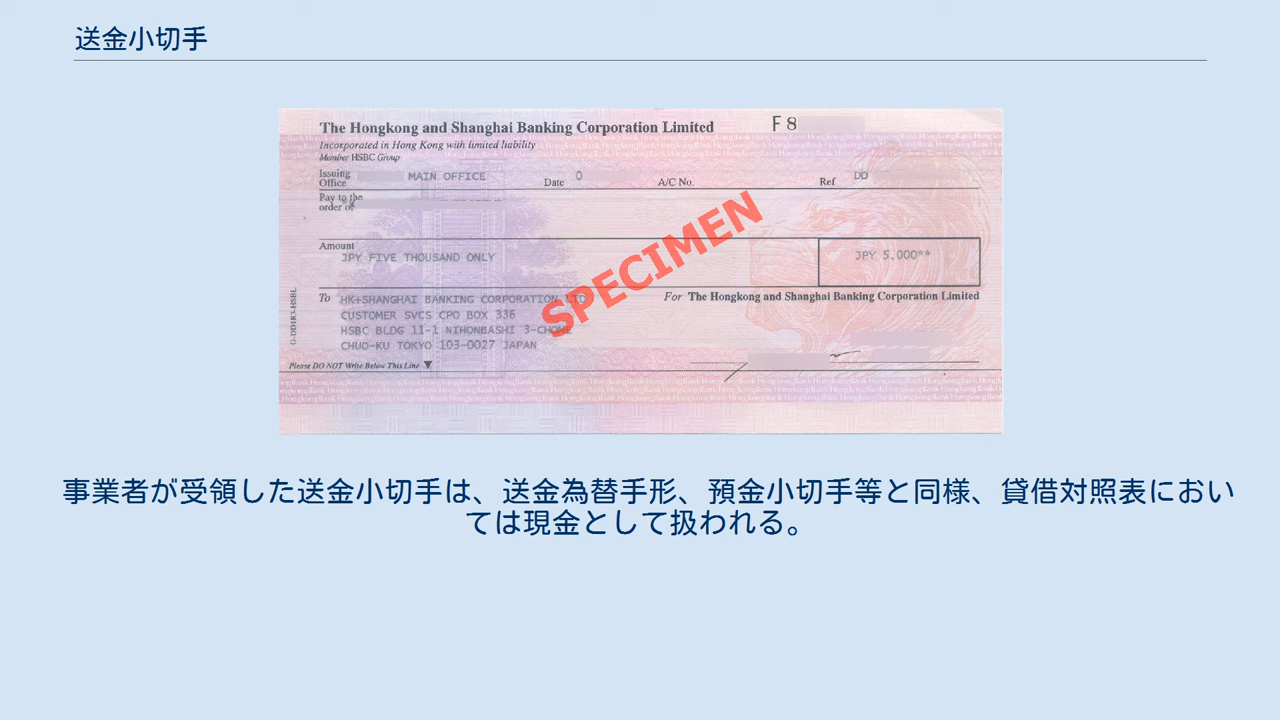 送金小切手
The Hongkong and Shanghai Banking Corporation Limited
F 8
Incorporated in Hong Kong with limited liability
Member HSBC Group
Issuing Office
MAIN OFFICE
Date
0
A/C No.
Ref
DD
Pay to the
order of
Amount
JPY FIVE THOUSAND ONLY
JPY 5,000**
SPECIMEN
To
HK+SHANGHAI BANKING CORPORATION LTD
CUSTOMER SVCS CPO BOX 336
HSBC BLDG 11-1 NIHONBASHI 3-CHOME
CHUO-KU TOKYO 103-0027 JAPAN
For The Hongkong and Shanghai Banking Corporation Limited
G-DD1R3-HSBL
Please DO NOT Write Below This Line ▼
事業者が受領した送金小切手は、送金為替手形、預金小切手等と同様、貸借対照表におい
ては現金として扱われる。